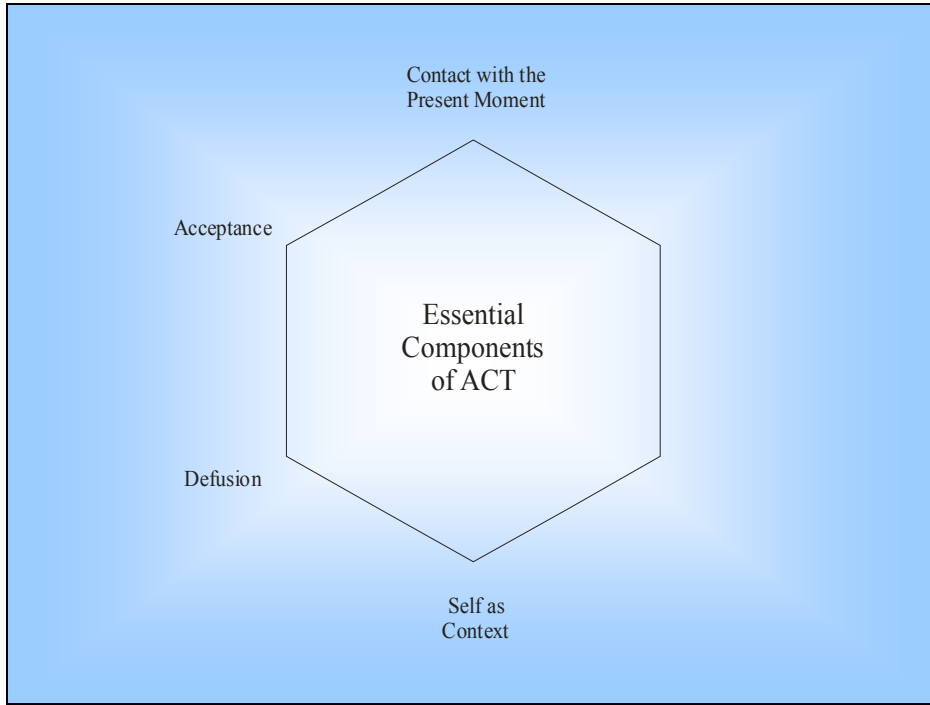 Contact with the
Present Moment
Acceptance
Essential
Components
of ACT
Defusion
Self as
Context